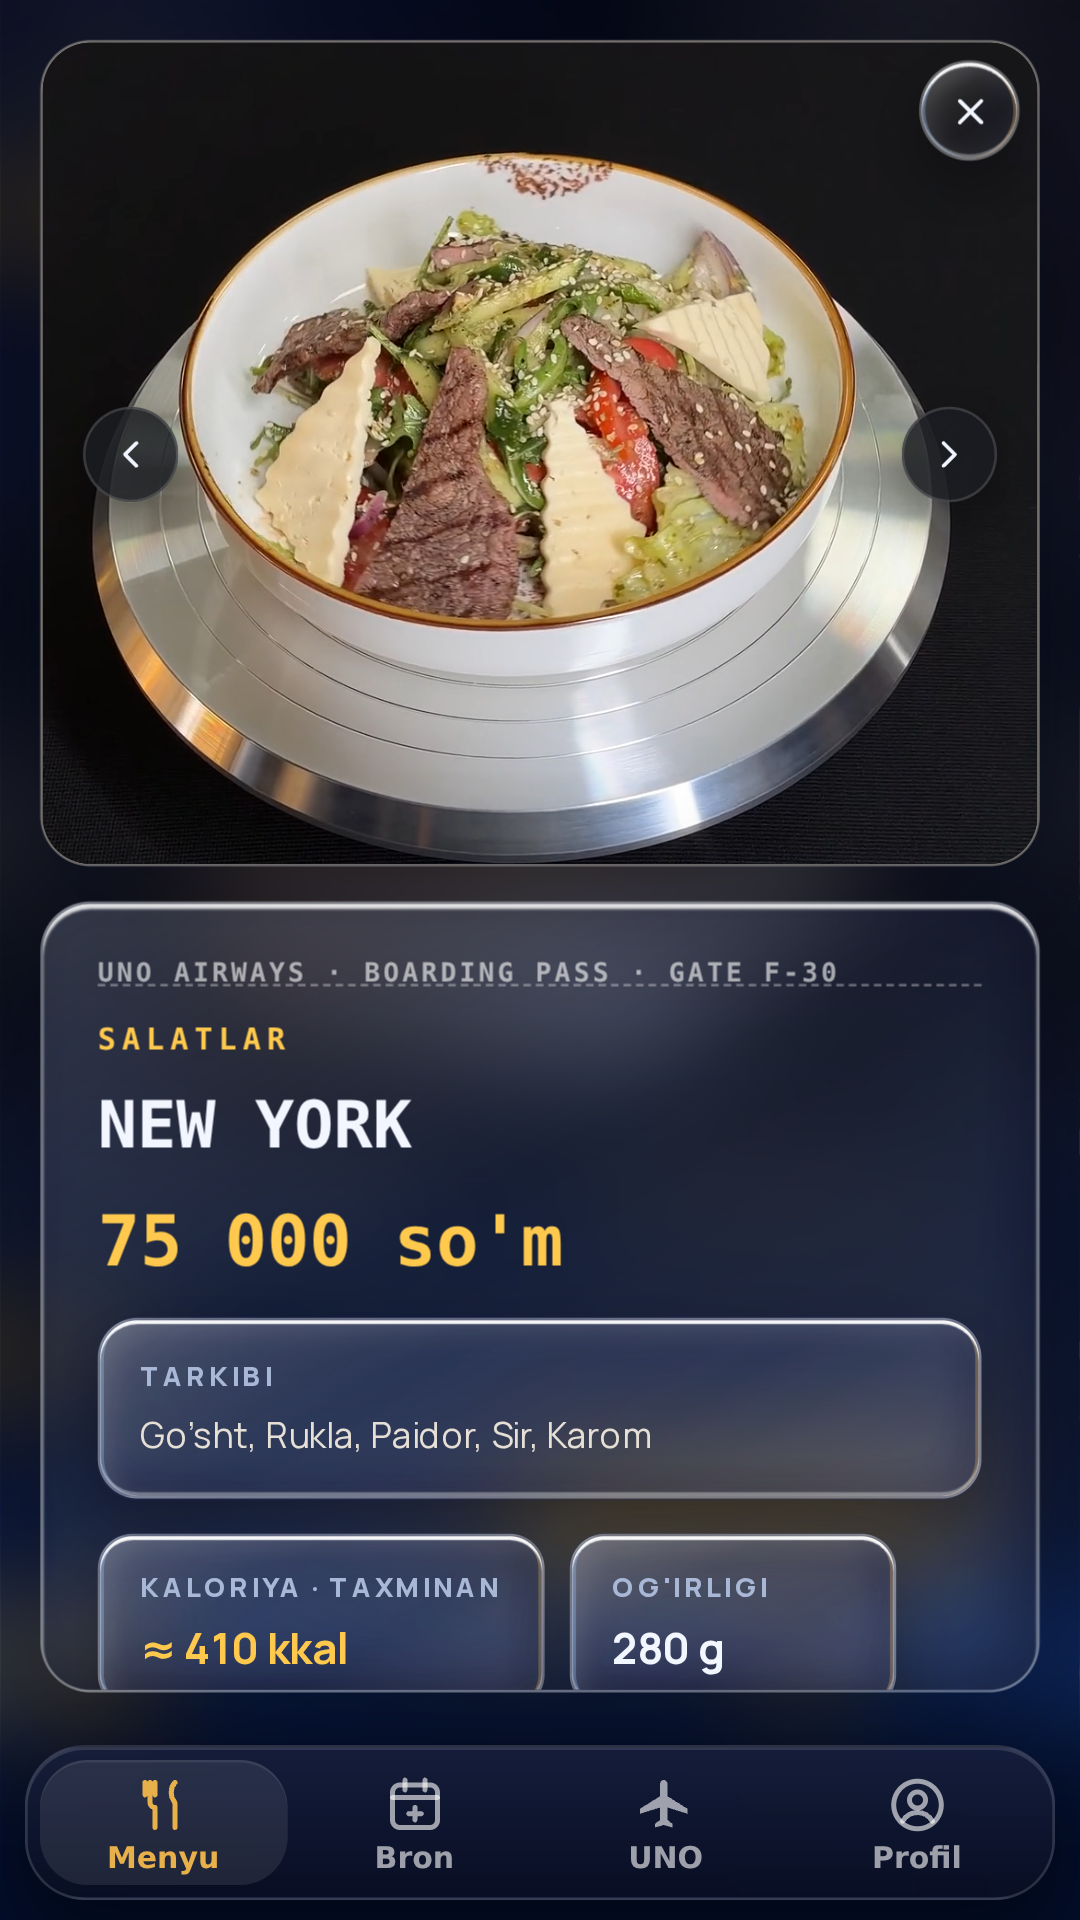 UNO AIRWAYS · BOARDING PASS · GATE F-30
SALATLAR
NEW YORK
75 000 so'm
TARKIBI
Go’sht, Rukla, Paidor, Sir, Karom
KALORIYA · TAXMINAN
≈ 410 kkal
OG'IRLIGI
280 g
Menyu
Bron
UNO
Profil